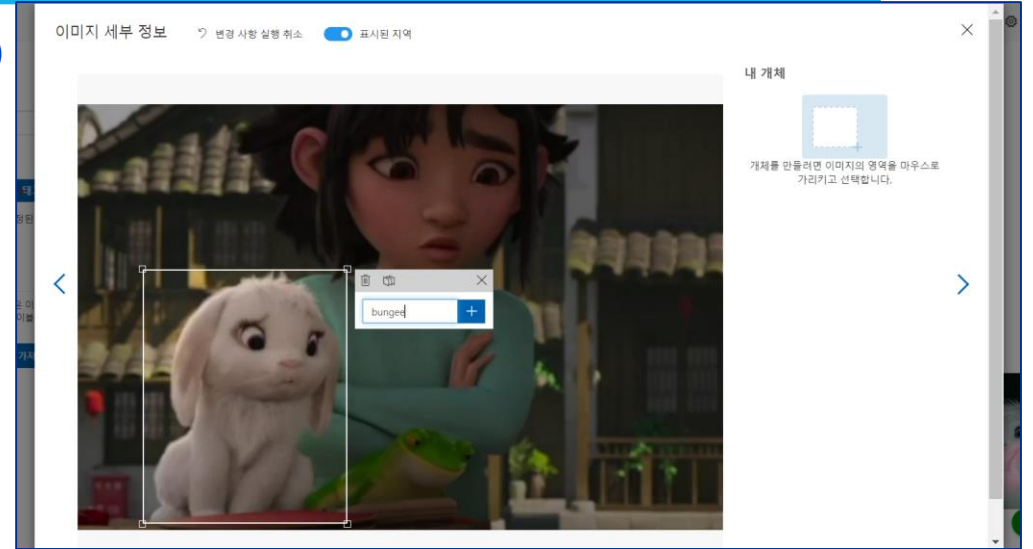 이미지 세부 정보
변경 사항 실행 취소
표시된 지역
내 개체
개체를 만들려면 이미지의 영역을 마우스로
가리키고 선택합니다.
bungee